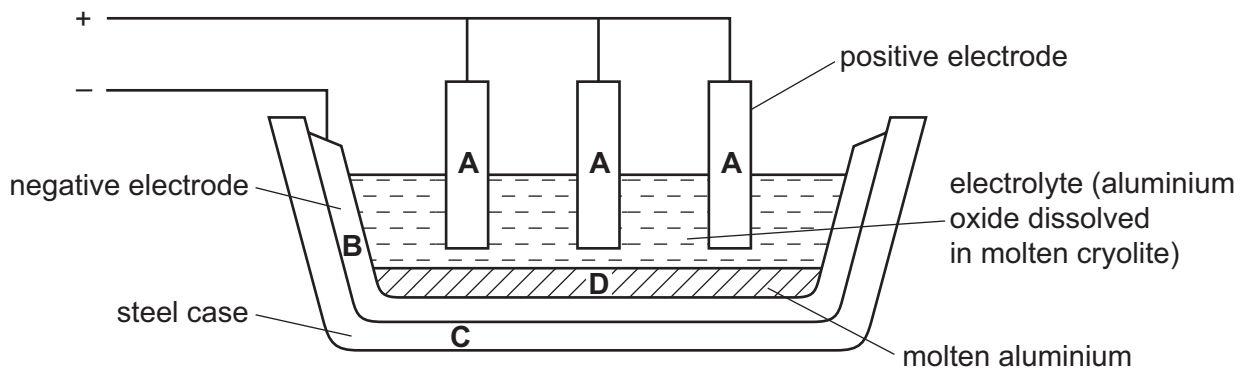 +
positive electrode
–
A A A
negative electrode
electrolyte (aluminium
oxide dissolved
in molten cryolite)
B
D
steel case
C
molten aluminium